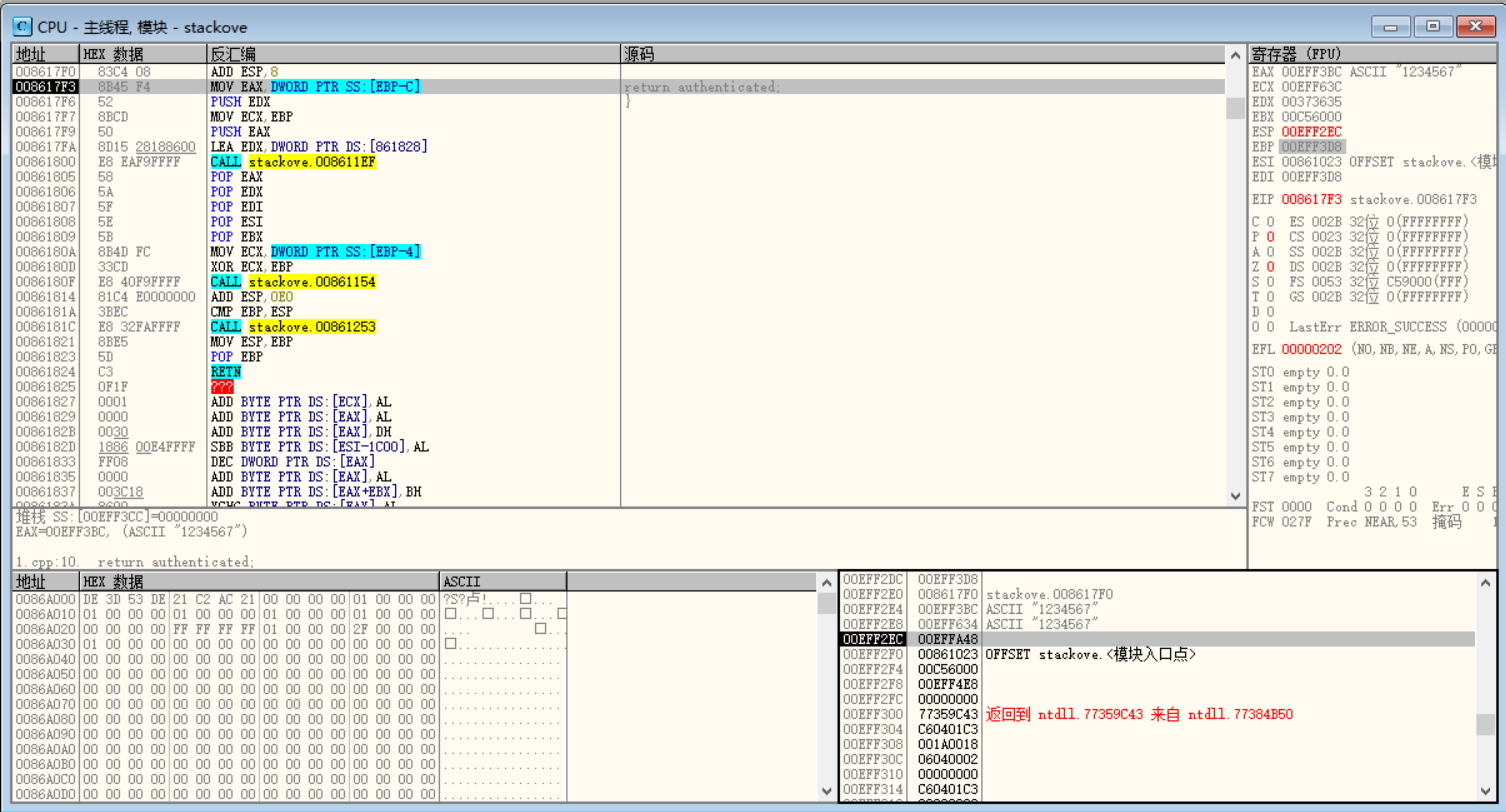 C CPU - 主线程, 模块 - stackove
地址 HEX 数据 反汇编 源码
008617F0 83C4 08 ADD ESP,8
008617F3 8B45 F4 MOV EAX,DWORD PTR SS:[EBP-C] return authenticated;
008617F6 52 PUSH EDX }
008617F7 8BCD MOV ECX,EBP
008617F9 50 PUSH EAX
008617FA 8D15 28188600 LEA EDX,DWORD PTR DS:[861828]
00861800 E8 EAF9FFFF CALL stackove.008611EF
00861805 58 POP EAX
00861806 5A POP EDX
00861807 5F POP EDI
00861808 5E POP ESI
00861809 5B POP EBX
0086180A 8B4D FC MOV ECX,DWORD PTR SS:[EBP-4]
0086180D 33CD XOR ECX,EBP
0086180F E8 40F9FFFF CALL stackove.00861154
00861814 81C4 E0000000 ADD ESP,0E0
0086181A 3BEC CMP EBP,ESP
0086181C E8 32FAFFFF CALL stackove.00861253
00861821 8BE5 MOV ESP,EBP
00861823 5D POP EBP
00861824 C3 RETN
00861825 0F1F ???
00861827 0001 ADD BYTE PTR DS:[ECX],AL
00861829 0000 ADD BYTE PTR DS:[EAX],AL
0086182B 0030 ADD BYTE PTR DS:[EAX],DH
0086182D 1886 00E4FFFF SBB BYTE PTR DS:[ESI-1C00],AL
00861833 FF08 DEC DWORD PTR DS:[EAX]
00861835 0000 ADD BYTE PTR DS:[EAX],AL
00861837 003C18 ADD BYTE PTR DS:[EAX+EBX],BH
0086183A 8600 XCHG BYTE PTR DS:[EAX],AL
堆栈 SS:[00EFF3CC]=00000000
EAX=00EFF3BC, (ASCII "1234567")
1.cpp:10. return authenticated;
寄存器 (FPU)
EAX 00EFF3BC ASCII "1234567"
ECX 00EFF63C
EDX 00373635
EBX 00C56000
ESP 00EFF2EC
EBP 00EFF3D8
ESI 00861023 OFFSET stackove.<模
EDI 00EFF3D8
EIP 008617F3 stackove.008617F3
C 0 ES 002B 32位 0(FFFFFFFF)
P 0 CS 0023 32位 0(FFFFFFFF)
A 0 SS 002B 32位 0(FFFFFFFF)
Z 0 DS 002B 32位 0(FFFFFFFF)
S 0 FS 0053 32位 C59000(FFF)
T 0 GS 002B 32位 0(FFFFFFFF)
D 0
O 0 LastErr ERROR_SUCCESS (00000
EFL 00000202 (NO,NB,NE,A,NS,PO,GE
ST0 empty 0.0
ST1 empty 0.0
ST2 empty 0.0
ST3 empty 0.0
ST4 empty 0.0
ST5 empty 0.0
ST6 empty 0.0
ST7 empty 0.0
3 2 1 0 E S
FST 0000 Cond 0 0 0 0 Err 0 0 0
FCW 027F Prec NEAR,53 掩码 1
地址 HEX 数据 ASCII
0086A000 DE 3D 53 DE 21 C2 AC 21 00 00 00 00 01 00 00 00 ?S?卢!....□...
0086A010 01 00 00 00 01 00 00 00 01 00 00 00 01 00 00 00 □...□...□...□
0086A020 00 00 00 00 FF FF FF FF 01 00 00 00 2F 00 00 00 .... □...
0086A030 01 00 00 00 00 00 00 00 00 00 00 00 00 00 00 00 □...............
0086A040 00 00 00 00 00 00 00 00 00 00 00 00 00 00 00 00 ................
0086A050 00 00 00 00 00 00 00 00 00 00 00 00 00 00 00 00 ................
0086A060 00 00 00 00 00 00 00 00 00 00 00 00 00 00 00 00 ................
0086A070 00 00 00 00 00 00 00 00 00 00 00 00 00 00 00 00 ................
0086A080 00 00 00 00 00 00 00 00 00 00 00 00 00 00 00 00 ................
0086A090 00 00 00 00 00 00 00 00 00 00 00 00 00 00 00 00 ................
0086A0A0 00 00 00 00 00 00 00 00 00 00 00 00 00 00 00 00 ................
0086A0B0 00 00 00 00 00 00 00 00 00 00 00 00 00 00 00 00 ................
0086A0C0 00 00 00 00 00 00 00 00 00 00 00 00 00 00 00 00 ................
0086A0D0 00 00 00 00 00 00 00 00 00 00 00 00 00 00 00 00 ................
00EFF2DC 00EFF3D8
00EFF2E0 008617F0 stackove.008617F0
00EFF2E4 00EFF3BC ASCII "1234567"
00EFF2E8 00EFF634 ASCII "1234567"
00EFF2EC 00EFFA48
00EFF2F0 00861023 OFFSET stackove.<模块入口点>
00EFF2F4 00C56000
00EFF2F8 00EFF4E8
00EFF2FC 00000000
00EFF300 77359C43 返回到 ntdll.77359C43 来自 ntdll.77384B50
00EFF304 C60401C3
00EFF308 001A0018
00EFF30C 06040002
00EFF310 00000000
00EFF314 C60401C3